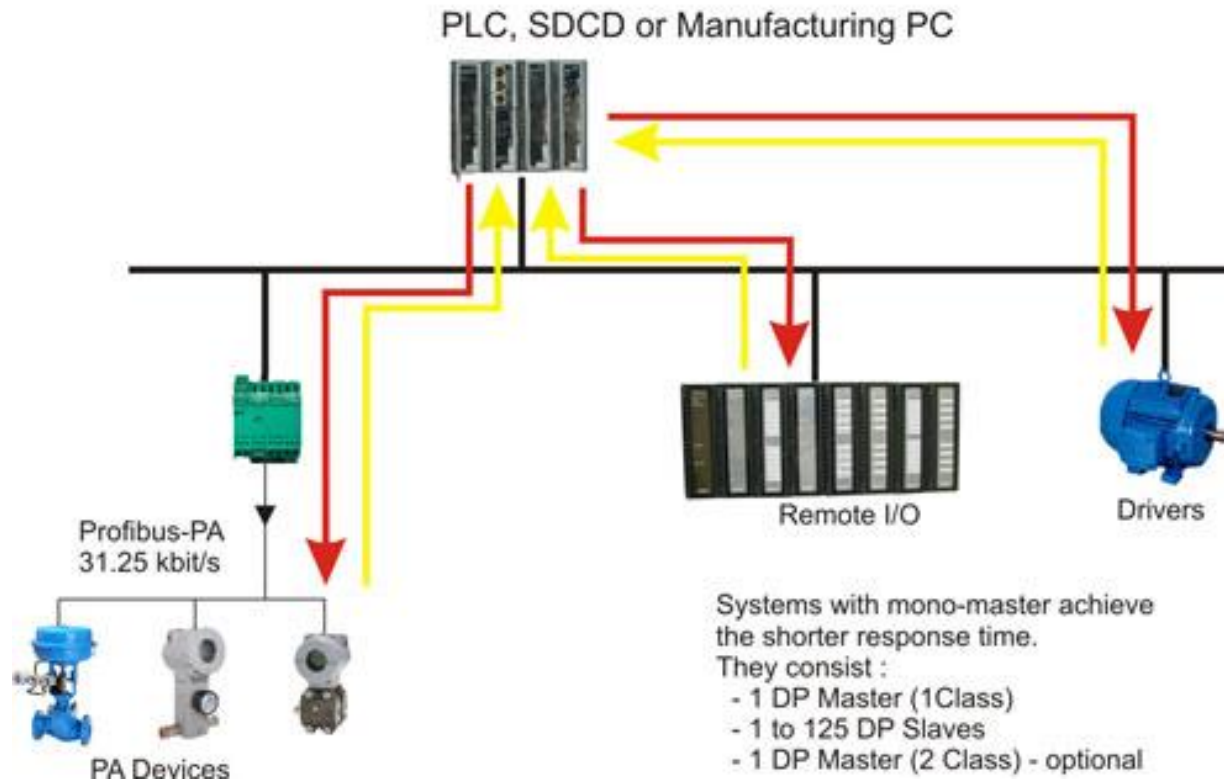 PLC, SDCD or Manufacturing PC
Profibus-PA
31.25 kbit/s
Remote I/O
Drivers
PA Devices
Systems with mono-master achieve
the shorter response time.
They consist :
- 1 DP Master (1Class)
- 1 to 125 DP Slaves
- 1 DP Master (2 Class) - optional